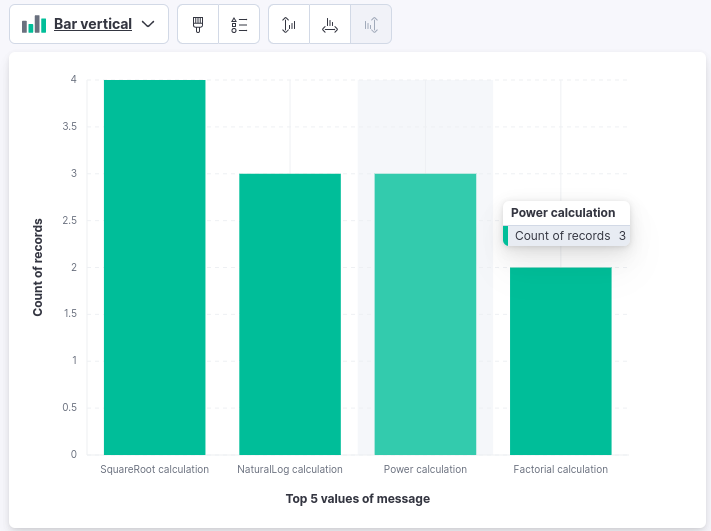 Bar vertical
4
3.5
3
2.5
2
1.5
1
0.5
0
Count of records
Power calculation
Count of records 3
SquareRoot calculation NaturalLog calculation Power calculation Factorial calculation
Top 5 values of message